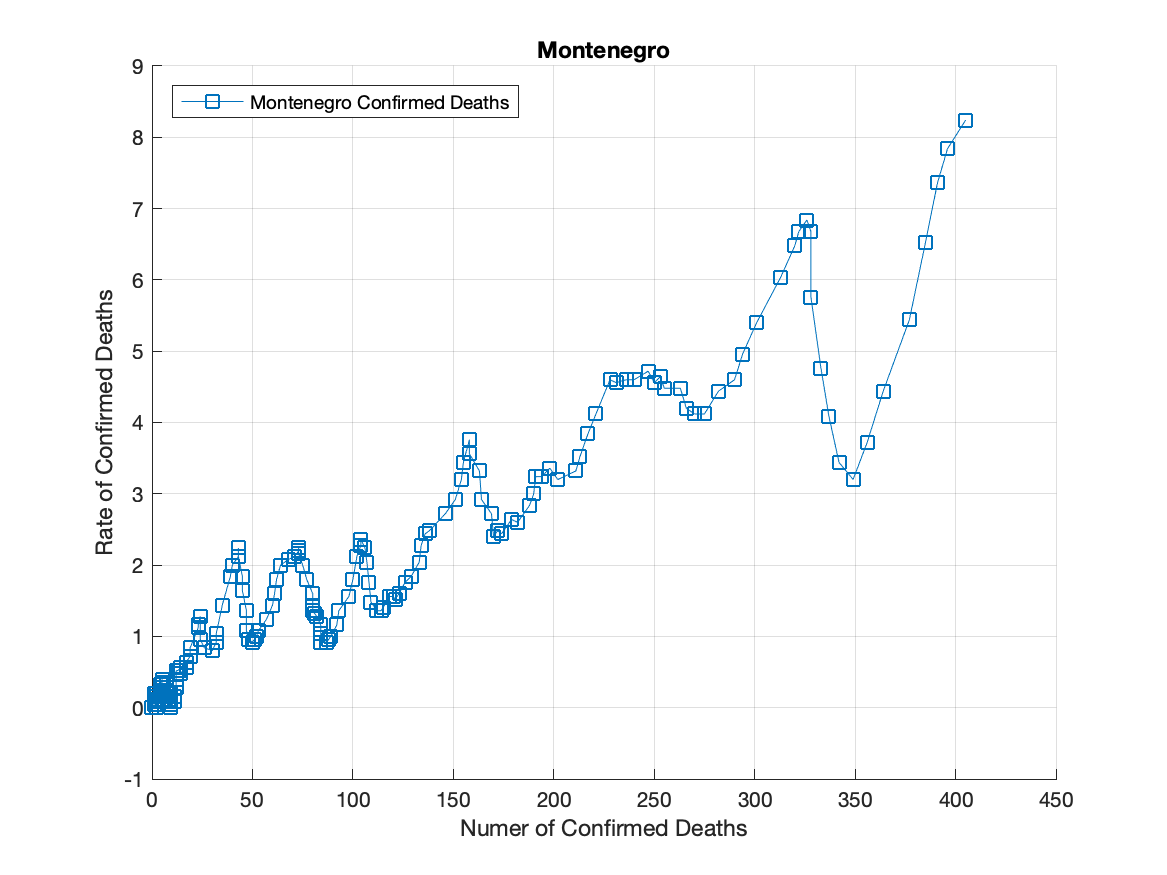 Montenegro
Montenegro Confirmed Deaths
9
8
7
6
5
4
3
2
1
0
-1
Rate of Confirmed Deaths
0 50 100 150 200 250 300 350 400 450
Numer of Confirmed Deaths